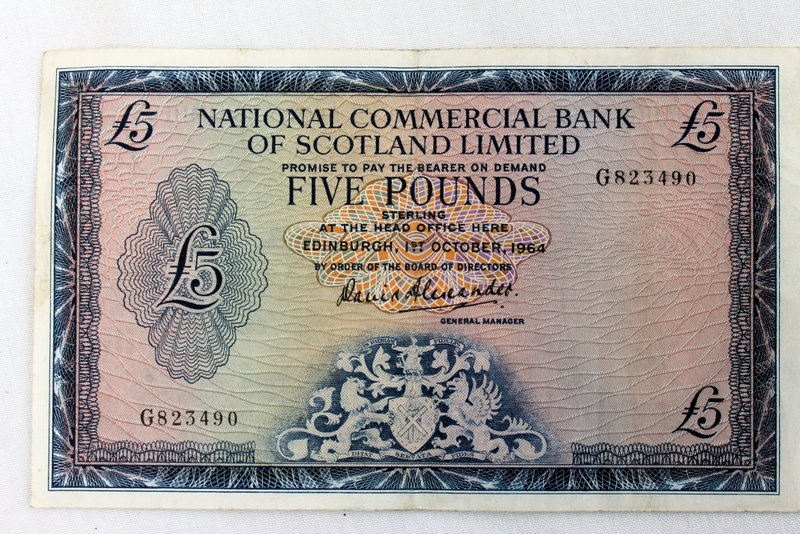 £5
£5
NATIONAL COMMERCIAL BANK
OF SCOTLAND LIMITED
PROMISE TO PAY THE BEARER ON DEMAND
G823490
FIVE POUNDS
STERLING
AT THE HEAD OFFICE HERE
EDINBURGH, 1ST OCTOBER, 1964
£5
BY ORDER OF THE BOARD OF DIRECTORS
David Alexander.
GENERAL MANAGER
G823490
£5